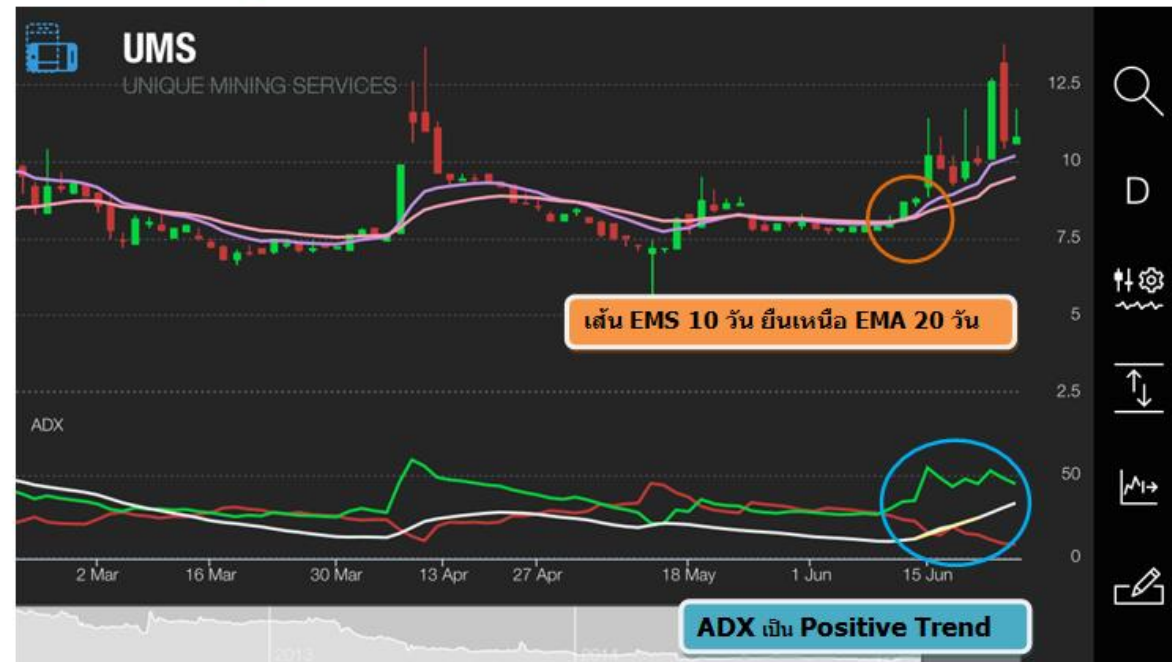 UMS
UNIQUE MINING SERVICES
12.5
10
D
7.5
5
เส้น EMS 10 วัน ยืนเหนือ EMA 20 วัน
2.5
ADX
50
0
2 Mar 16 Mar 30 Mar 13 Apr 27 Apr 18 May 1 Jun 15 Jun
ADX เป็น Positive Trend
2013 2014